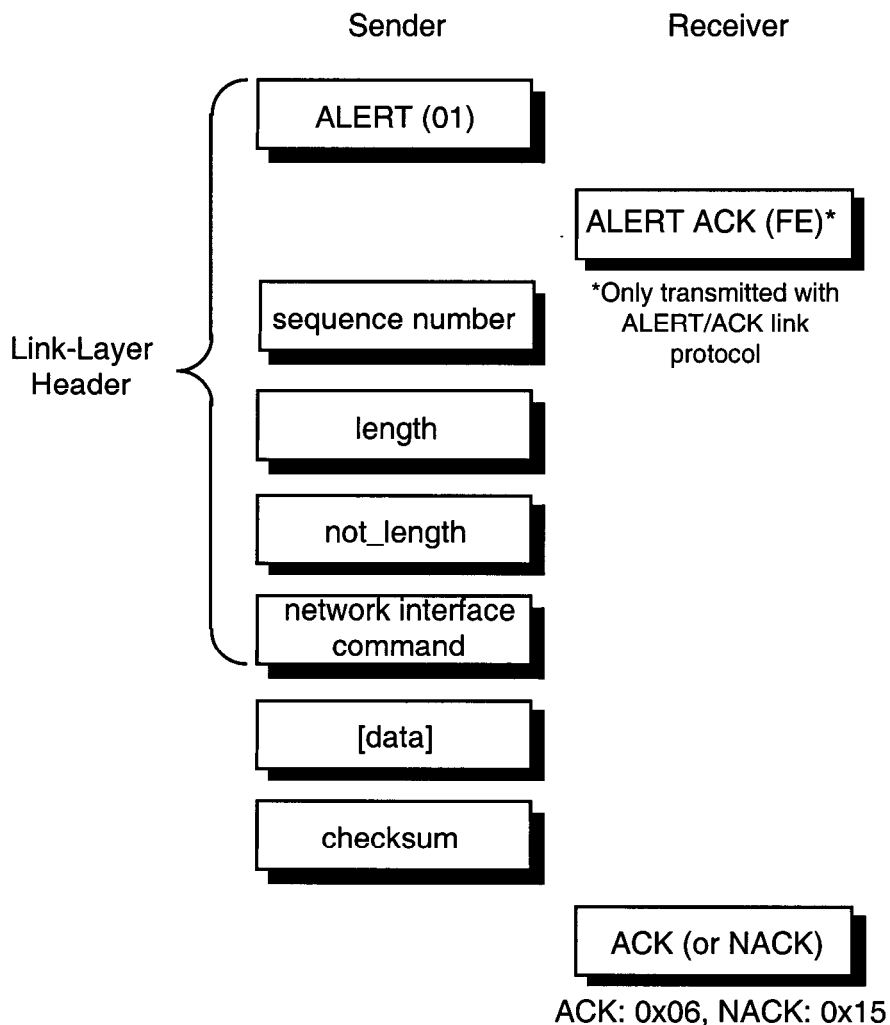 Sender
Receiver
ALERT (01)
ALERT ACK (FE)*
*Only transmitted with
ALERT/ACK link
protocol
sequence number
Link-Layer
Header
length
not_length
network interface
command
[data]
checksum
ACK (or NACK)
ACK: 0x06, NACK: 0x15